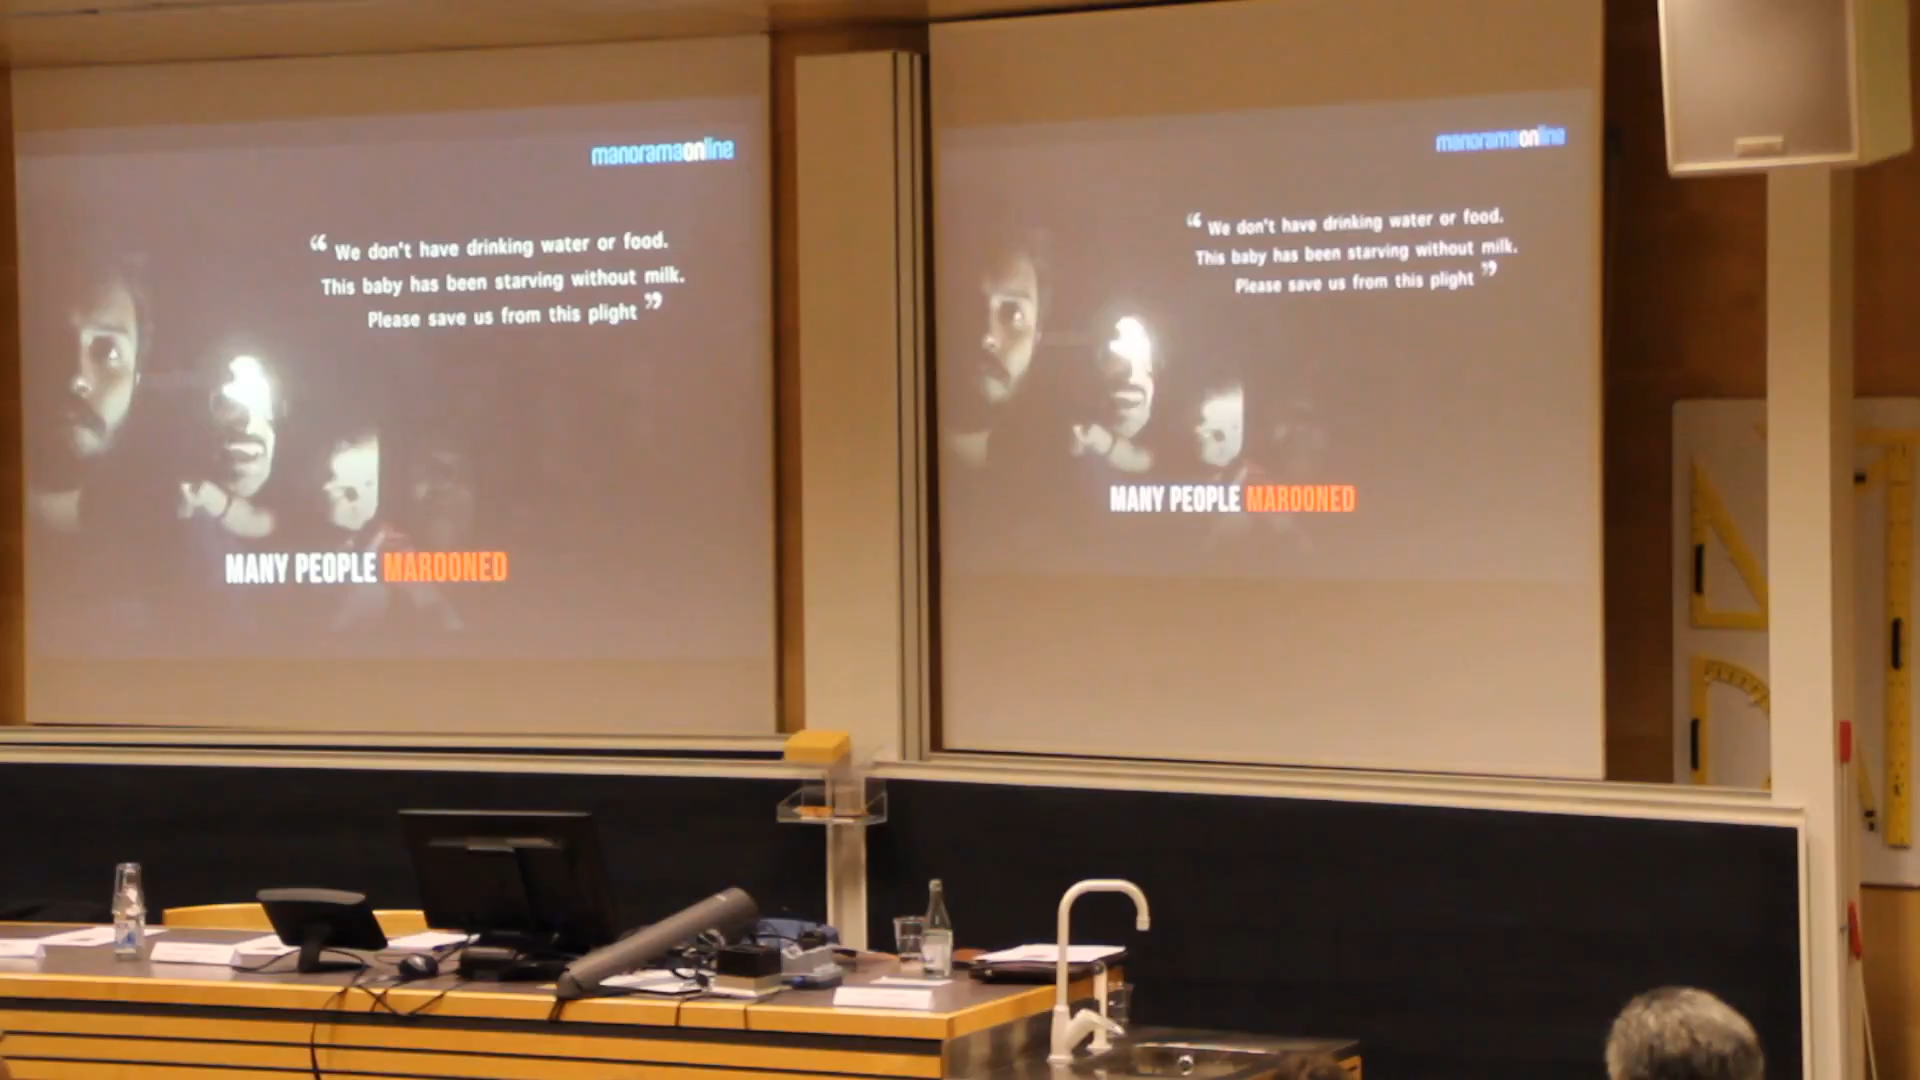 manoramaonline
“ We don't have drinking water or food.
This baby has been starving without milk.
Please save us from this plight ”
MANY PEOPLE MAROONED
manoramaonline
“ We don't have drinking water or food.
This baby has been starving without milk.
Please save us from this plight ”
MANY PEOPLE MAROONED